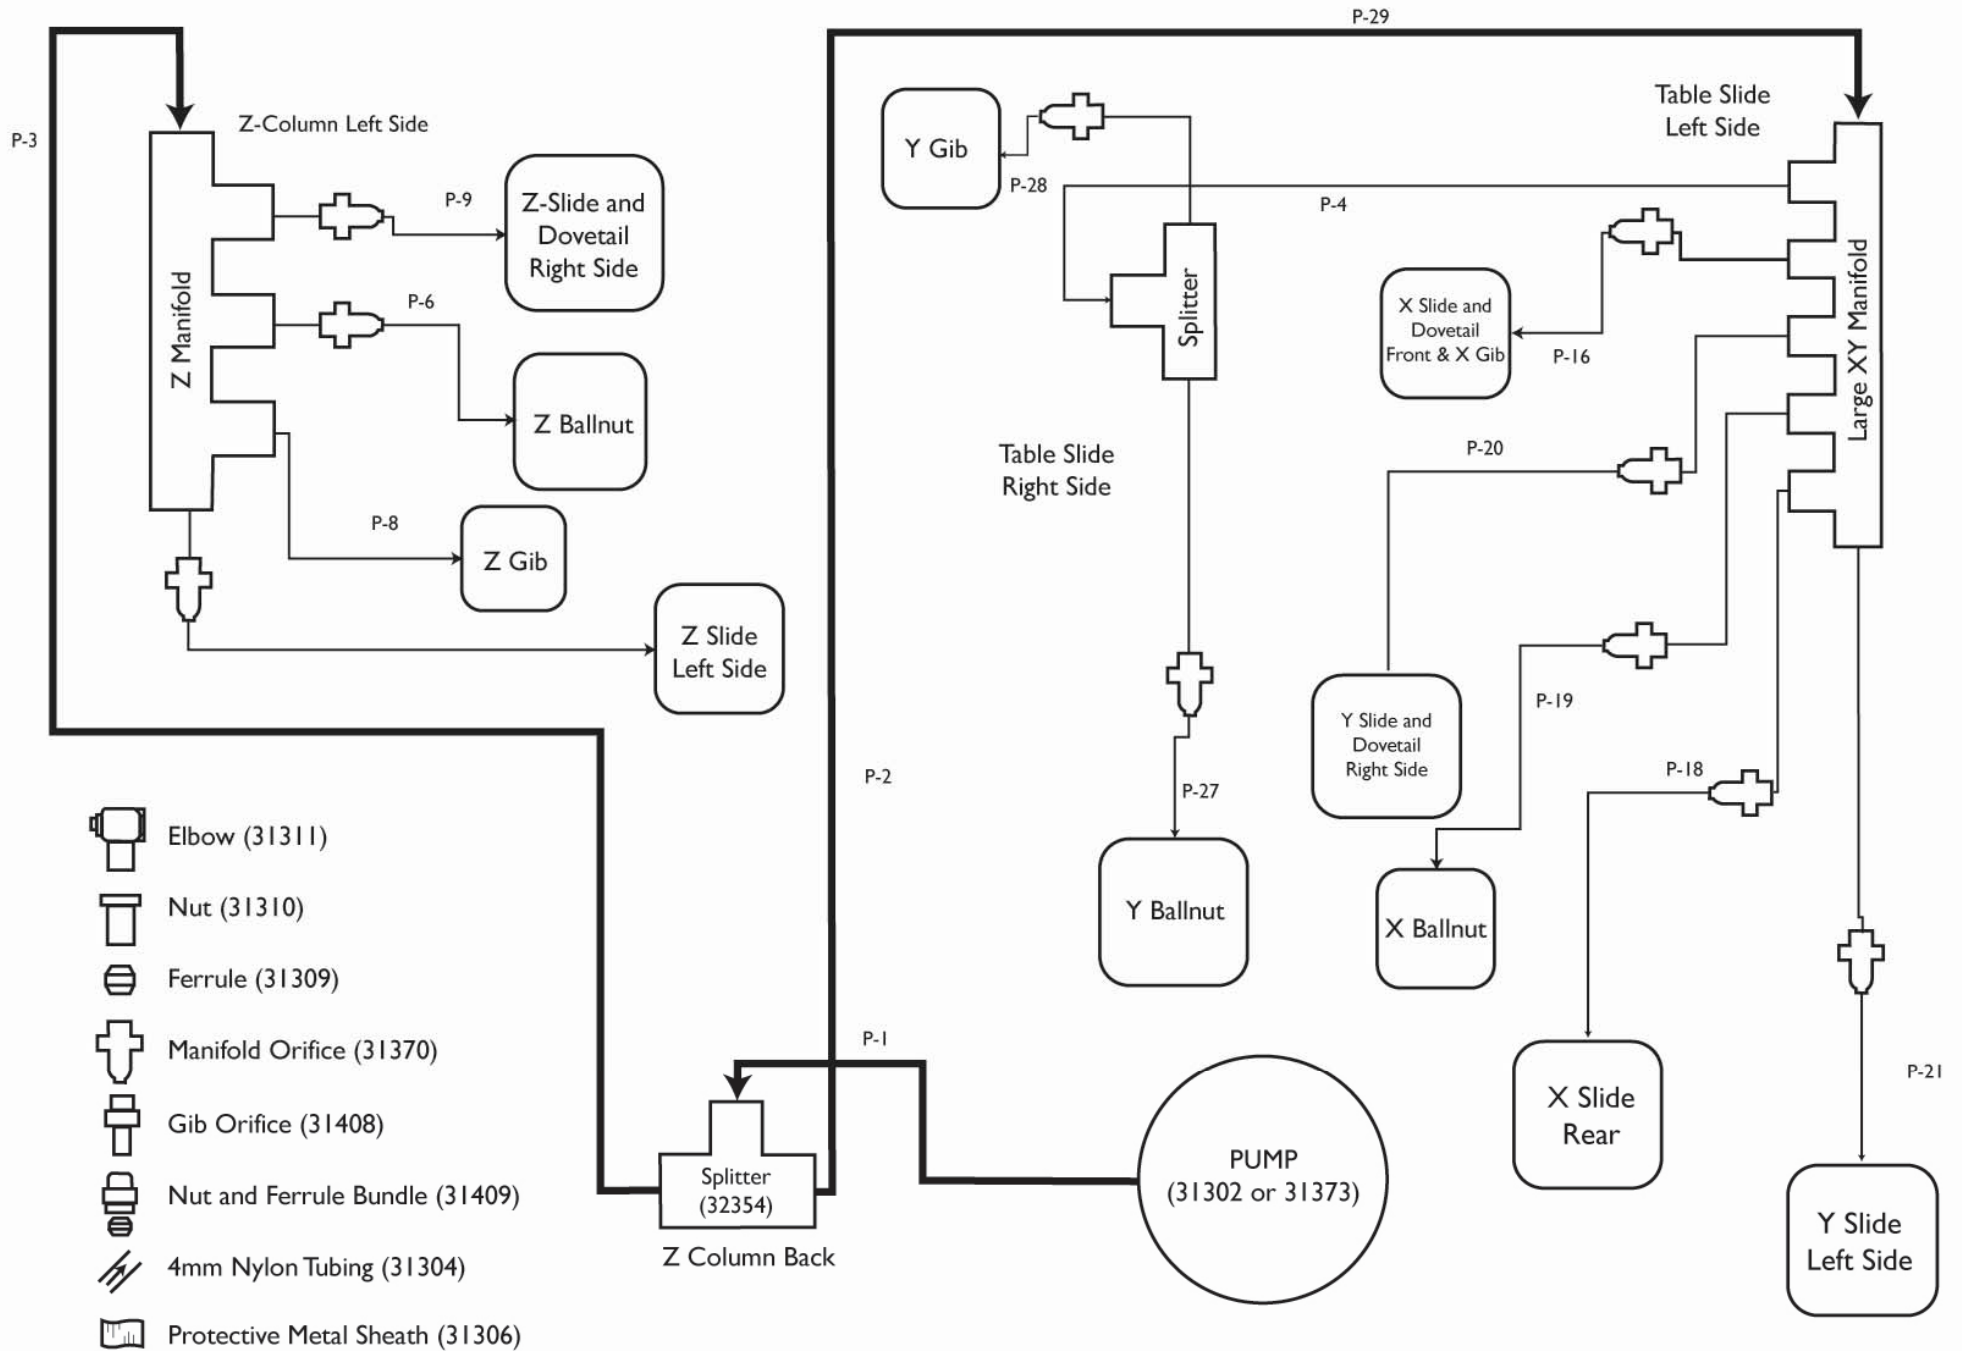 P-29
P-3
Z-Column Left Side
Z Manifold
P-9
Z-Slide and
Dovetail
Right Side
P-6
Z Ballnut
P-8
Z Gib
Z Slide
Left Side
Y Gib
P-28
P-4
Splitter
Table Slide
Right Side
P-27
Y Ballnut
Table Slide
Left Side
Large XY Manifold
X Slide and
Dovetail
Front & X Gib
P-16
P-20
Y Slide and
Dovetail
Right Side
P-19
X Ballnut
P-18
X Slide
Rear
P-21
Y Slide
Left Side
P-2
P-1
Splitter
(32354)
Z Column Back
PUMP
(31302 or 31373)
Elbow (31311)
Nut (31310)
Ferrule (31309)
Manifold Orifice (31370)
Gib Orifice (31408)
Nut and Ferrule Bundle (31409)
4mm Nylon Tubing (31304)
Protective Metal Sheath (31306)